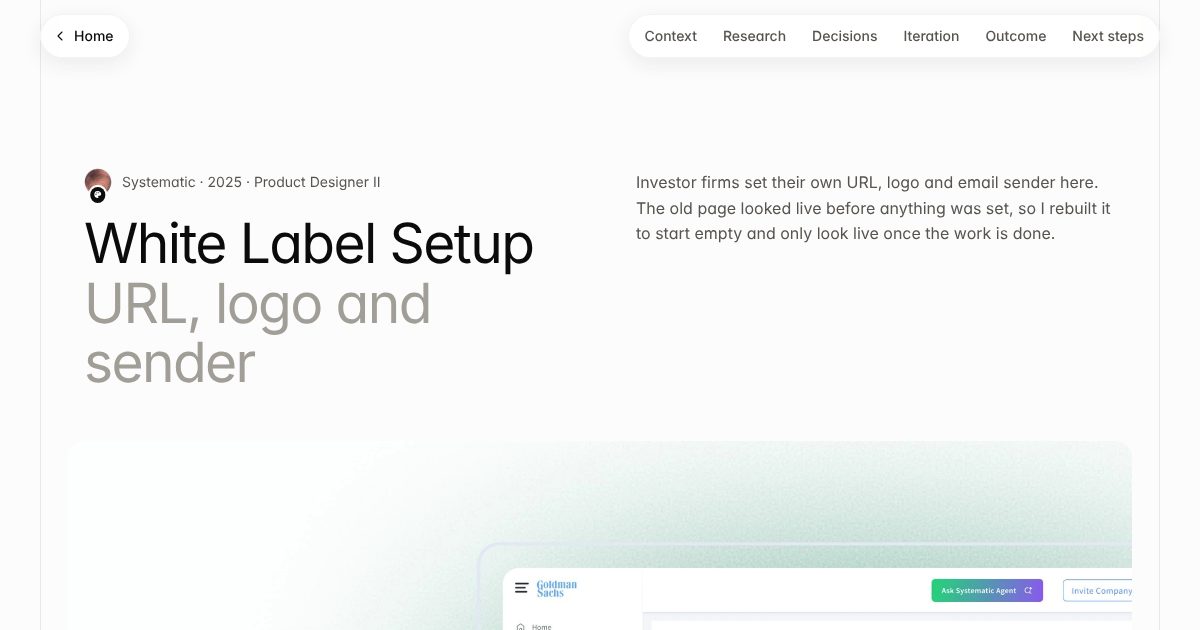 Home
Context
Research
Decisions
Iteration
Outcome
Next steps
Systematic · 2025 · Product Designer II
White Label Setup
URL, logo and
sender
Investor firms set their own URL, logo and email sender here.
The old page looked live before anything was set, so I rebuilt it
to start empty and only look live once the work is done.
Goldman
Sachs
Ask Systematic Agent
Invite Company
Home